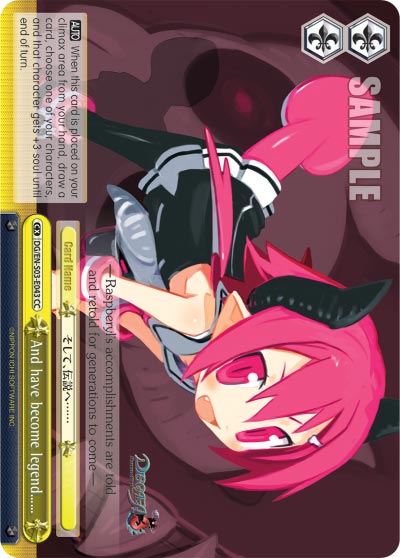 SAMPLE
[AUTO] When this card is placed on your
climax area from your hand, draw a
card, choose one of your characters,
and that character gets +3 soul until
end of turn.
—Raspberyl's accomplishments are told
and retold for generations to come—
DISGAEA 3
Card Name
そして、伝説へ……
CX
DG/EN-S03-E043 CC
And have become legend......
©NIPPON ICHI SOFTWARE INC.